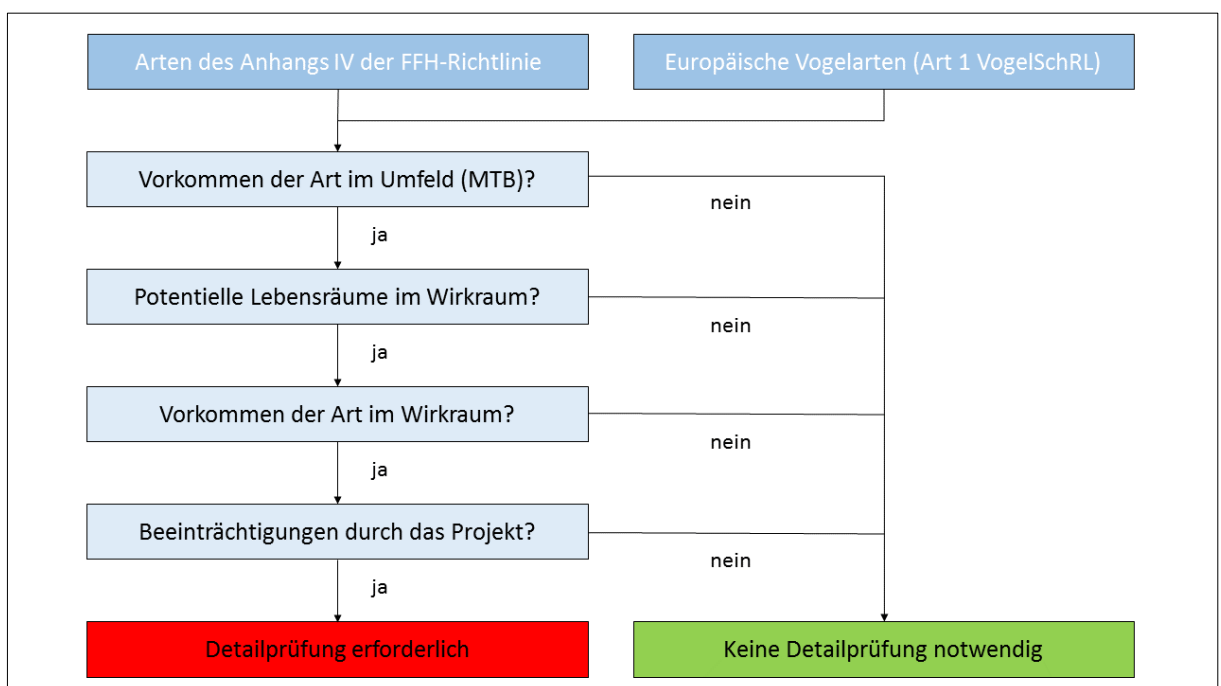 Arten des Anhangs IV der FFH-Richtlinie
Europäische Vogelarten (Art 1 VogelSchRL)
Vorkommen der Art im Umfeld (MTB)?
nein
ja
Potentielle Lebensräume im Wirkraum?
nein
ja
Vorkommen der Art im Wirkraum?
nein
ja
Beeinträchtigungen durch das Projekt?
nein
ja
Detailprüfung erforderlich
Keine Detailprüfung notwendig